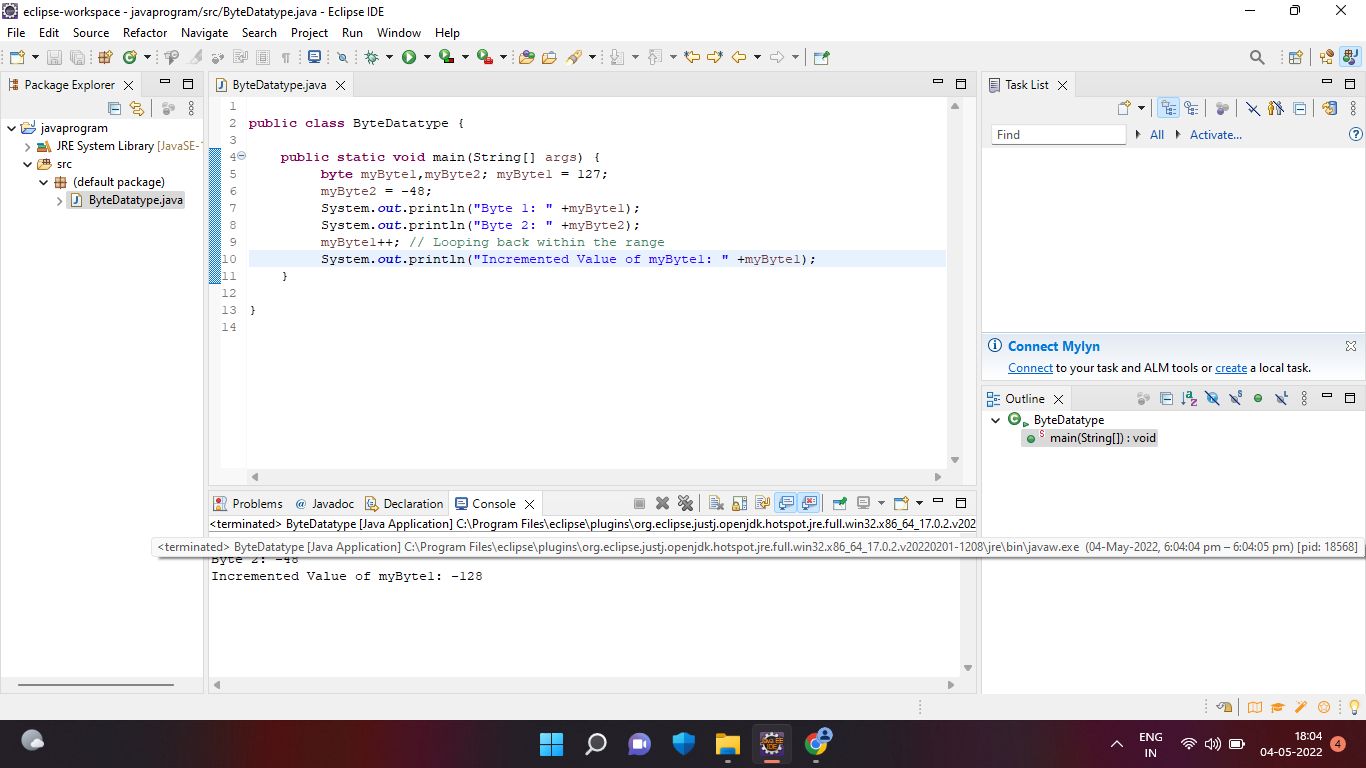 eclipse-workspace - javaprogram/src/ByteDatatype.java - Eclipse IDE
File Edit Source Refactor Navigate Search Project Run Window Help
Package Explorer
javaprogram
JRE System Library [JavaSE-
src
(default package)
ByteDatatype.java
ByteDatatype.java
1
2 public class ByteDatatype {
3
4 public static void main(String[] args) {
5 byte myByte1,myByte2; myByte1 = 127;
6 myByte2 = -48;
7 System.out.println("Byte 1: " +myByte1);
8 System.out.println("Byte 2: " +myByte2);
9 myByte1++; // Looping back within the range
10 System.out.println("Incremented Value of myByte1: " +myByte1);
11 }
12
13 }
14
Task List
Find All Activate...
Connect Mylyn
Connect to your task and ALM tools or create a local task.
Outline
ByteDatatype
main(String[]) : void
Problems Javadoc Declaration Console
<terminated> ByteDatatype [Java Application] C:\Program Files\eclipse\plugins\org.eclipse.justj.openjdk.hotspot.jre.full.win32.x86_64_17.0.2.v202
<terminated> ByteDatatype [Java Application] C:\Program Files\eclipse\plugins\org.eclipse.justj.openjdk.hotspot.jre.full.win32.x86_64_17.0.2.v20220201-1208\jre\bin\javaw.exe (04-May-2022, 6:04:04 pm – 6:04:05 pm) [pid: 18568]
Byte 2: -48
Incremented Value of myByte1: -128
ENG
IN
18:04
04-05-2022
4